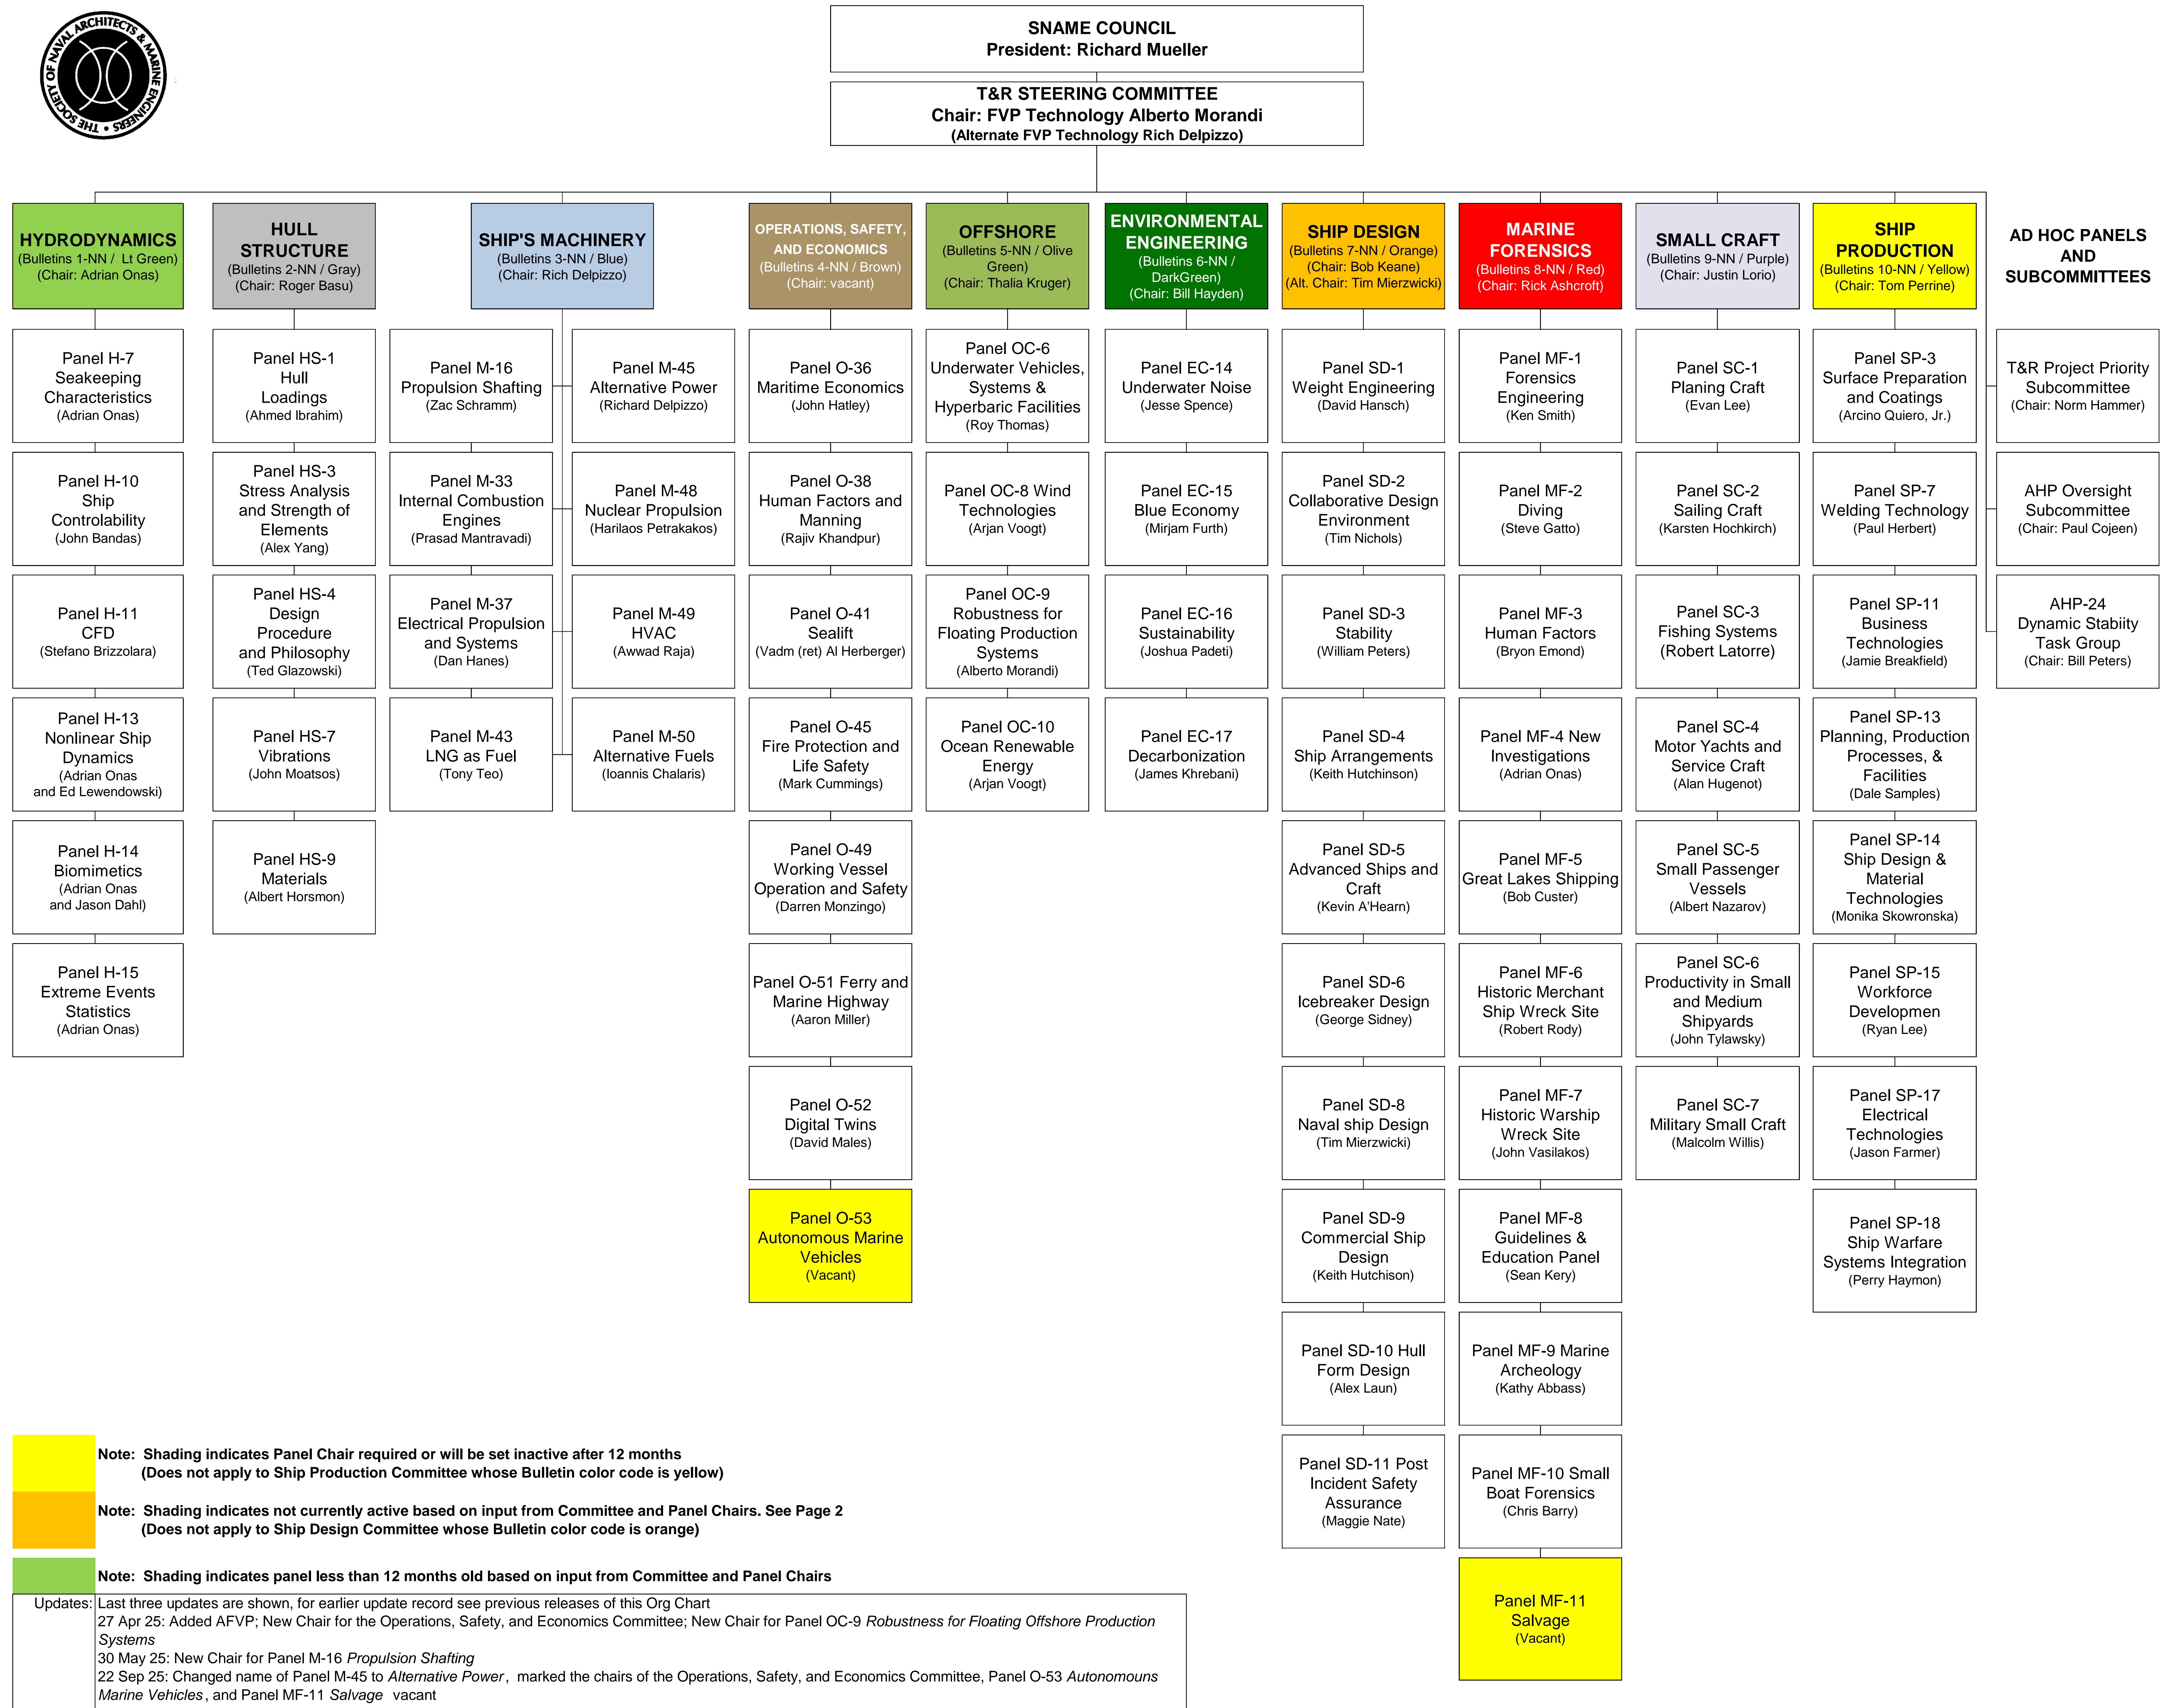 THE SOCIETY OF NAVAL ARCHITECTS & MARINE ENGINEERS
SNAME COUNCIL
President: Richard Mueller
T&R STEERING COMMITTEE
Chair: FVP Technology Alberto Morandi
(Alternate FVP Technology Rich Delpizzo)
HYDRODYNAMICS
(Bulletins 1-NN / Lt Green)
(Chair: Adrian Onas)
Panel H-7
Seakeeping
Characteristics
(Adrian Onas)
Panel H-10
Ship
Controlability
(John Bandas)
Panel H-11
CFD
(Stefano Brizzolara)
Panel H-13
Nonlinear Ship
Dynamics
(Adrian Onas
and Ed Lewendowski)
Panel H-14
Biomimetics
(Adrian Onas
and Jason Dahl)
Panel H-15
Extreme Events
Statistics
(Adrian Onas)
HULL
STRUCTURE
(Bulletins 2-NN / Gray)
(Chair: Roger Basu)
Panel HS-1
Hull
Loadings
(Ahmed Ibrahim)
Panel HS-3
Stress Analysis
and Strength of
Elements
(Alex Yang)
Panel HS-4
Design
Procedure
and Philosophy
(Ted Glazowski)
Panel HS-7
Vibrations
(John Moatsos)
Panel HS-9
Materials
(Albert Horsmon)
SHIP'S MACHINERY
(Bulletins 3-NN / Blue)
(Chair: Rich Delpizzo)
Panel M-16
Propulsion Shafting
(Zac Schramm)
Panel M-33
Internal Combustion
Engines
(Prasad Mantravadi)
Panel M-37
Electrical Propulsion
and Systems
(Dan Hanes)
Panel M-43
LNG as Fuel
(Tony Teo)
Panel M-45
Alternative Power
(Richard Delpizzo)
Panel M-48
Nuclear Propulsion
(Harilaos Petrakakos)
Panel M-49
HVAC
(Awwad Raja)
Panel M-50
Alternative Fuels
(Ioannis Chalaris)
OPERATIONS, SAFETY,
AND ECONOMICS
(Bulletins 4-NN / Brown)
(Chair: vacant)
Panel O-36
Maritime Economics
(John Hatley)
Panel O-38
Human Factors and
Manning
(Rajiv Khandpur)
Panel O-41
Sealift
(Vadm (ret) Al Herberger)
Panel O-45
Fire Protection and
Life Safety
(Mark Cummings)
Panel O-49
Working Vessel
Operation and Safety
(Darren Monzingo)
Panel O-51 Ferry and
Marine Highway
(Aaron Miller)
Panel O-52
Digital Twins
(David Males)
Panel O-53
Autonomous Marine
Vehicles
(Vacant)
OFFSHORE
(Bulletins 5-NN / Olive
Green)
(Chair: Thalia Kruger)
Panel OC-6
Underwater Vehicles,
Systems &
Hyperbaric Facilities
(Roy Thomas)
Panel OC-8 Wind
Technologies
(Arjan Voogt)
Panel OC-9
Robustness for
Floating Production
Systems
(Alberto Morandi)
Panel OC-10
Ocean Renewable
Energy
(Arjan Voogt)
ENVIRONMENTAL
ENGINEERING
(Bulletins 6-NN /
DarkGreen)
(Chair: Bill Hayden)
Panel EC-14
Underwater Noise
(Jesse Spence)
Panel EC-15
Blue Economy
(Mirjam Furth)
Panel EC-16
Sustainability
(Joshua Padeti)
Panel EC-17
Decarbonization
(James Khrebani)
SHIP DESIGN
(Bulletins 7-NN / Orange)
(Chair: Bob Keane)
(Alt. Chair: Tim Mierzwicki)
Panel SD-1
Weight Engineering
(David Hansch)
Panel SD-2
Collaborative Design
Environment
(Tim Nichols)
Panel SD-3
Stability
(William Peters)
Panel SD-4
Ship Arrangements
(Keith Hutchinson)
Panel SD-5
Advanced Ships and
Craft
(Kevin A'Hearn)
Panel SD-6
Icebreaker Design
(George Sidney)
Panel SD-8
Naval ship Design
(Tim Mierzwicki)
Panel SD-9
Commercial Ship
Design
(Keith Hutchison)
Panel SD-10 Hull
Form Design
(Alex Laun)
Panel SD-11 Post
Incident Safety
Assurance
(Maggie Nate)
MARINE
FORENSICS
(Bulletins 8-NN / Red)
(Chair: Rick Ashcroft)
Panel MF-1
Forensics
Engineering
(Ken Smith)
Panel MF-2
Diving
(Steve Gatto)
Panel MF-3
Human Factors
(Bryon Emond)
Panel MF-4 New
Investigations
(Adrian Onas)
Panel MF-5
Great Lakes Shipping
(Bob Custer)
Panel MF-6
Historic Merchant
Ship Wreck Site
(Robert Rody)
Panel MF-7
Historic Warship
Wreck Site
(John Vasilakos)
Panel MF-8
Guidelines &
Education Panel
(Sean Kery)
Panel MF-9 Marine
Archeology
(Kathy Abbass)
Panel MF-10 Small
Boat Forensics
(Chris Barry)
Panel MF-11
Salvage
(Vacant)
SMALL CRAFT
(Bulletins 9-NN / Purple)
(Chair: Justin Lorio)
Panel SC-1
Planing Craft
(Evan Lee)
Panel SC-2
Sailing Craft
(Karsten Hochkirch)
Panel SC-3
Fishing Systems
(Robert Latorre)
Panel SC-4
Motor Yachts and
Service Craft
(Alan Hugenot)
Panel SC-5
Small Passenger
Vessels
(Albert Nazarov)
Panel SC-6
Productivity in Small
and Medium
Shipyards
(John Tylawsky)
Panel SC-7
Military Small Craft
(Malcolm Willis)
SHIP
PRODUCTION
(Bulletins 10-NN / Yellow)
(Chair: Tom Perrine)
Panel SP-3
Surface Preparation
and Coatings
(Arcino Quiero, Jr.)
Panel SP-7
Welding Technology
(Paul Herbert)
Panel SP-11
Business
Technologies
(Jamie Breakfield)
Panel SP-13
Planning, Production
Processes, &
Facilities
(Dale Samples)
Panel SP-14
Ship Design &
Material
Technologies
(Monika Skowronska)
Panel SP-15
Workforce
Developmen
(Ryan Lee)
Panel SP-17
Electrical
Technologies
(Jason Farmer)
Panel SP-18
Ship Warfare
Systems Integration
(Perry Haymon)
AD HOC PANELS
AND
SUBCOMMITTEES
T&R Project Priority
Subcommittee
(Chair: Norm Hammer)
AHP Oversight
Subcommittee
(Chair: Paul Cojeen)
AHP-24
Dynamic Stabiity
Task Group
(Chair: Bill Peters)
Note: Shading indicates Panel Chair required or will be set inactive after 12 months
(Does not apply to Ship Production Committee whose Bulletin color code is yellow)
Note: Shading indicates not currently active based on input from Committee and Panel Chairs. See Page 2
(Does not apply to Ship Design Committee whose Bulletin color code is orange)
Note: Shading indicates panel less than 12 months old based on input from Committee and Panel Chairs
Updates: Last three updates are shown, for earlier update record see previous releases of this Org Chart
27 Apr 25: Added AFVP; New Chair for the Operations, Safety, and Economics Committee; New Chair for Panel OC-9 Robustness for Floating Offshore Production
Systems
30 May 25: New Chair for Panel M-16 Propulsion Shafting
22 Sep 25: Changed name of Panel M-45 to Alternative Power, marked the chairs of the Operations, Safety, and Economics Committee, Panel O-53 Autonomouns
Marine Vehicles, and Panel MF-11 Salvage vacant